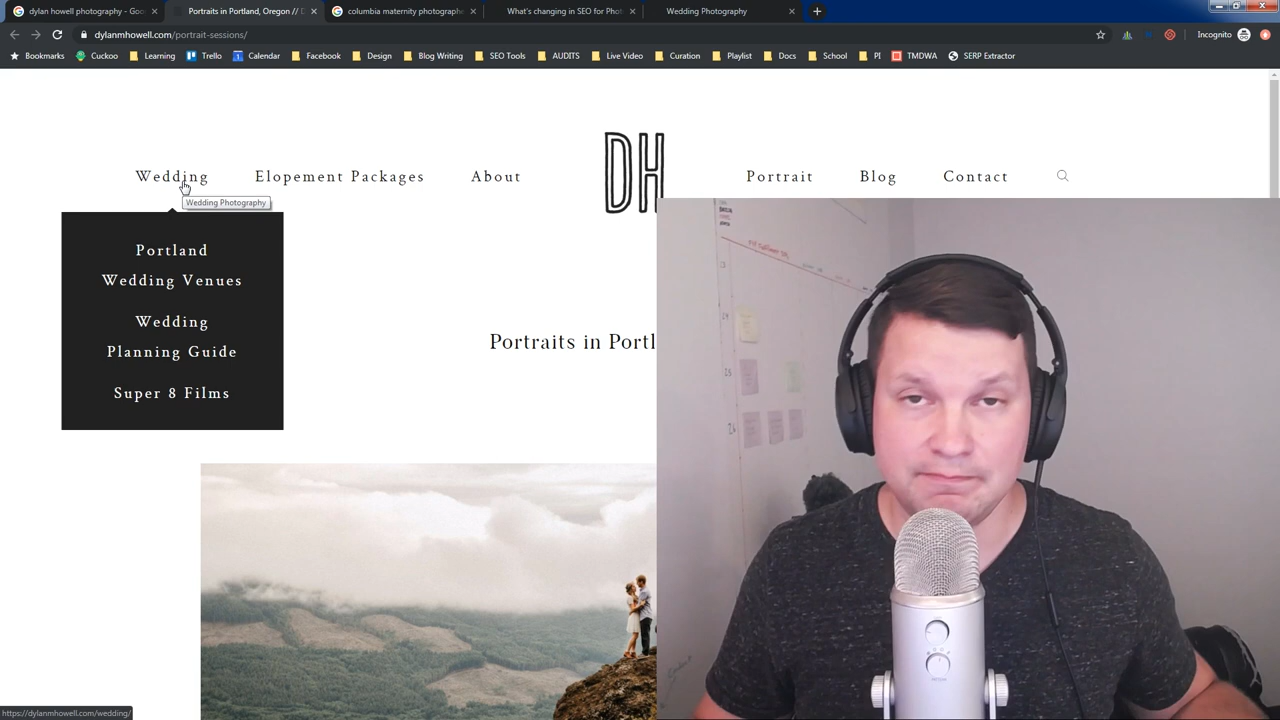 dylan howell photography - Goo
Portraits in Portland, Oregon // D
columbia maternity photograph
What's changing in SEO for Phot
Wedding Photography
dylanmhowell.com/portrait-sessions/
Incognito
Bookmarks
Cuckoo
Learning
Trello
Calendar
Facebook
Design
Blog Writing
SEO Tools
AUDITS
Live Video
Curation
Playlist
Docs
School
PI
TMDWA
SERP Extractor
Wedding
Elopement Packages
About
DH
Portrait
Blog
Contact
Wedding Photography
Portland
Wedding Venues
Wedding
Planning Guide
Super 8 Films
Portraits in Portl
https://dylanmhowell.com/wedding/